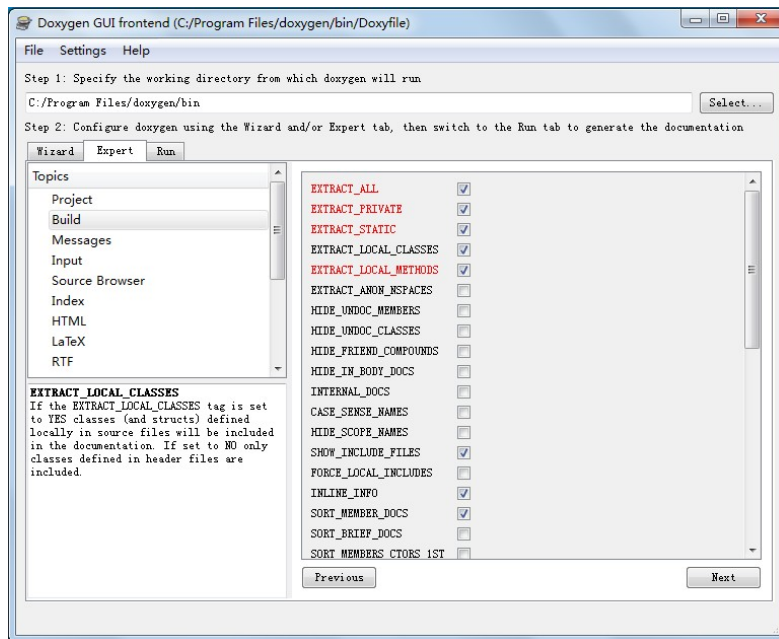 Doxygen GUI frontend (C:/Program Files/doxygen/bin/Doxyfile)
File Settings Help
Step 1: Specify the working directory from which doxygen will run
C:/Program Files/doxygen/bin
Select...
Step 2: Configure doxygen using the Wizard and/or Expert tab, then switch to the Run tab to generate the documentation
Wizard Expert Run
Topics
Project
Build
Messages
Input
Source Browser
Index
HTML
LaTeX
RTF
EXTRACT_LOCAL_CLASSES
If the EXTRACT_LOCAL_CLASSES tag is set
to YES classes (and structs) defined
locally in source files will be included
in the documentation. If set to NO only
classes defined in header files are
included.
EXTRACT_ALL
EXTRACT_PRIVATE
EXTRACT_STATIC
EXTRACT_LOCAL_CLASSES
EXTRACT_LOCAL_METHODS
EXTRACT_ANON_NSPACES
HIDE_UNDOC_MEMBERS
HIDE_UNDOC_CLASSES
HIDE_FRIEND_COMPOUNDS
HIDE_IN_BODY_DOCS
INTERNAL_DOCS
CASE_SENSE_NAMES
HIDE_SCOPE_NAMES
SHOW_INCLUDE_FILES
FORCE_LOCAL_INCLUDES
INLINE_INFO
SORT_MEMBER_DOCS
SORT_BRIEF_DOCS
SORT_MEMBERS_CTORS_1ST
Previous
Next